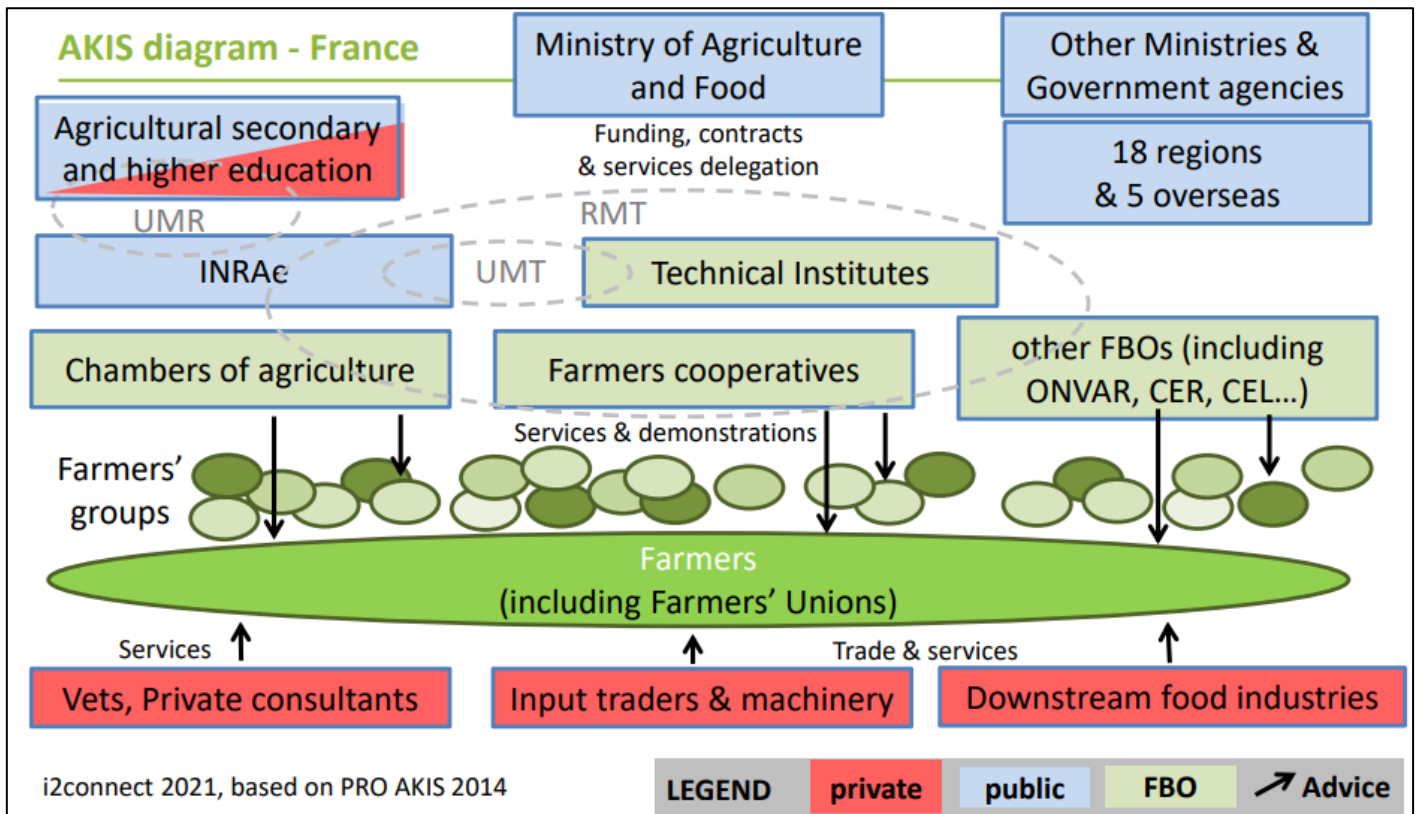 AKIS diagram - France
Ministry of Agriculture
and Food
Other Ministries &
Government agencies
Agricultural secondary
and higher education
Funding, contracts
& services delegation
18 regions
& 5 overseas
UMR
RMT
INRAe
UMT
Technical Institutes
Chambers of agriculture
Farmers cooperatives
other FBOs (including
ONVAR, CER, CEL...)
Services & demonstrations
Farmers'
groups
Farmers
(including Farmers' Unions)
Services
Trade & services
Vets, Private consultants
Input traders & machinery
Downstream food industries
i2connect 2021, based on PRO AKIS 2014
LEGEND
private
public
FBO
Advice